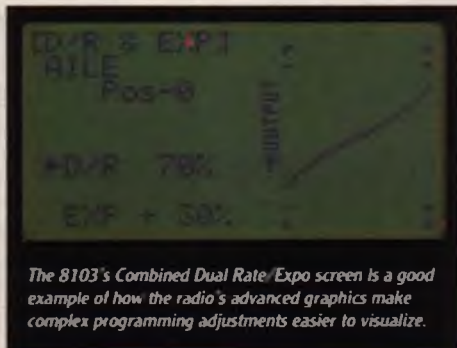 [D/R & EXP]
AILE
Pos-0
D/R 70%
EXP + 30%
The 8103's Combined Dual Rate/Expo screen is a good
example of how the radio's advanced graphics make
complex programming adjustments easier to visualize.